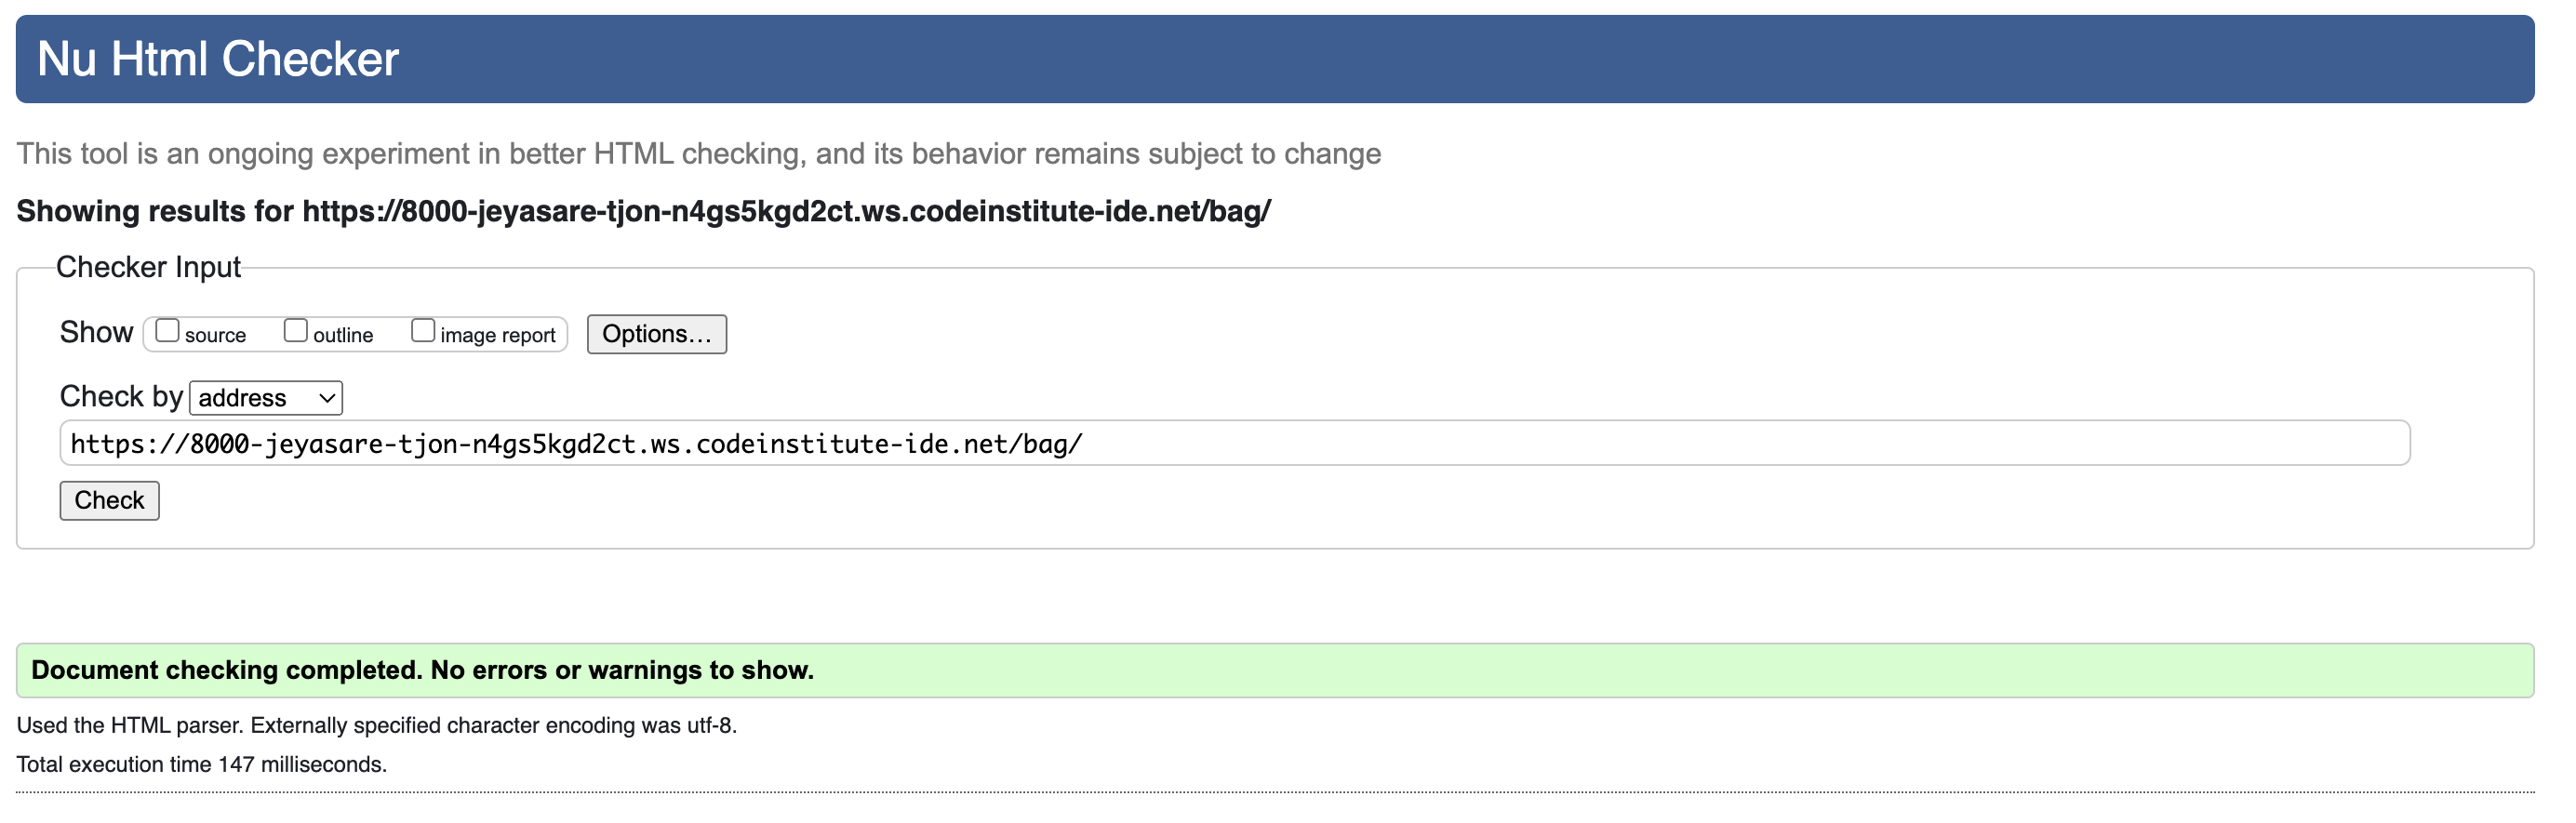 Nu Html Checker
This tool is an ongoing experiment in better HTML checking, and its behavior remains subject to change
Showing results for https://8000-jeyasare-tjon-n4gs5kgd2ct.ws.codeinstitute-ide.net/bag/
Checker Input
Show source outline image report Options...
Check by address
https://8000-jeyasare-tjon-n4gs5kgd2ct.ws.codeinstitute-ide.net/bag/
Check
Document checking completed. No errors or warnings to show.
Used the HTML parser. Externally specified character encoding was utf-8.
Total execution time 147 milliseconds.